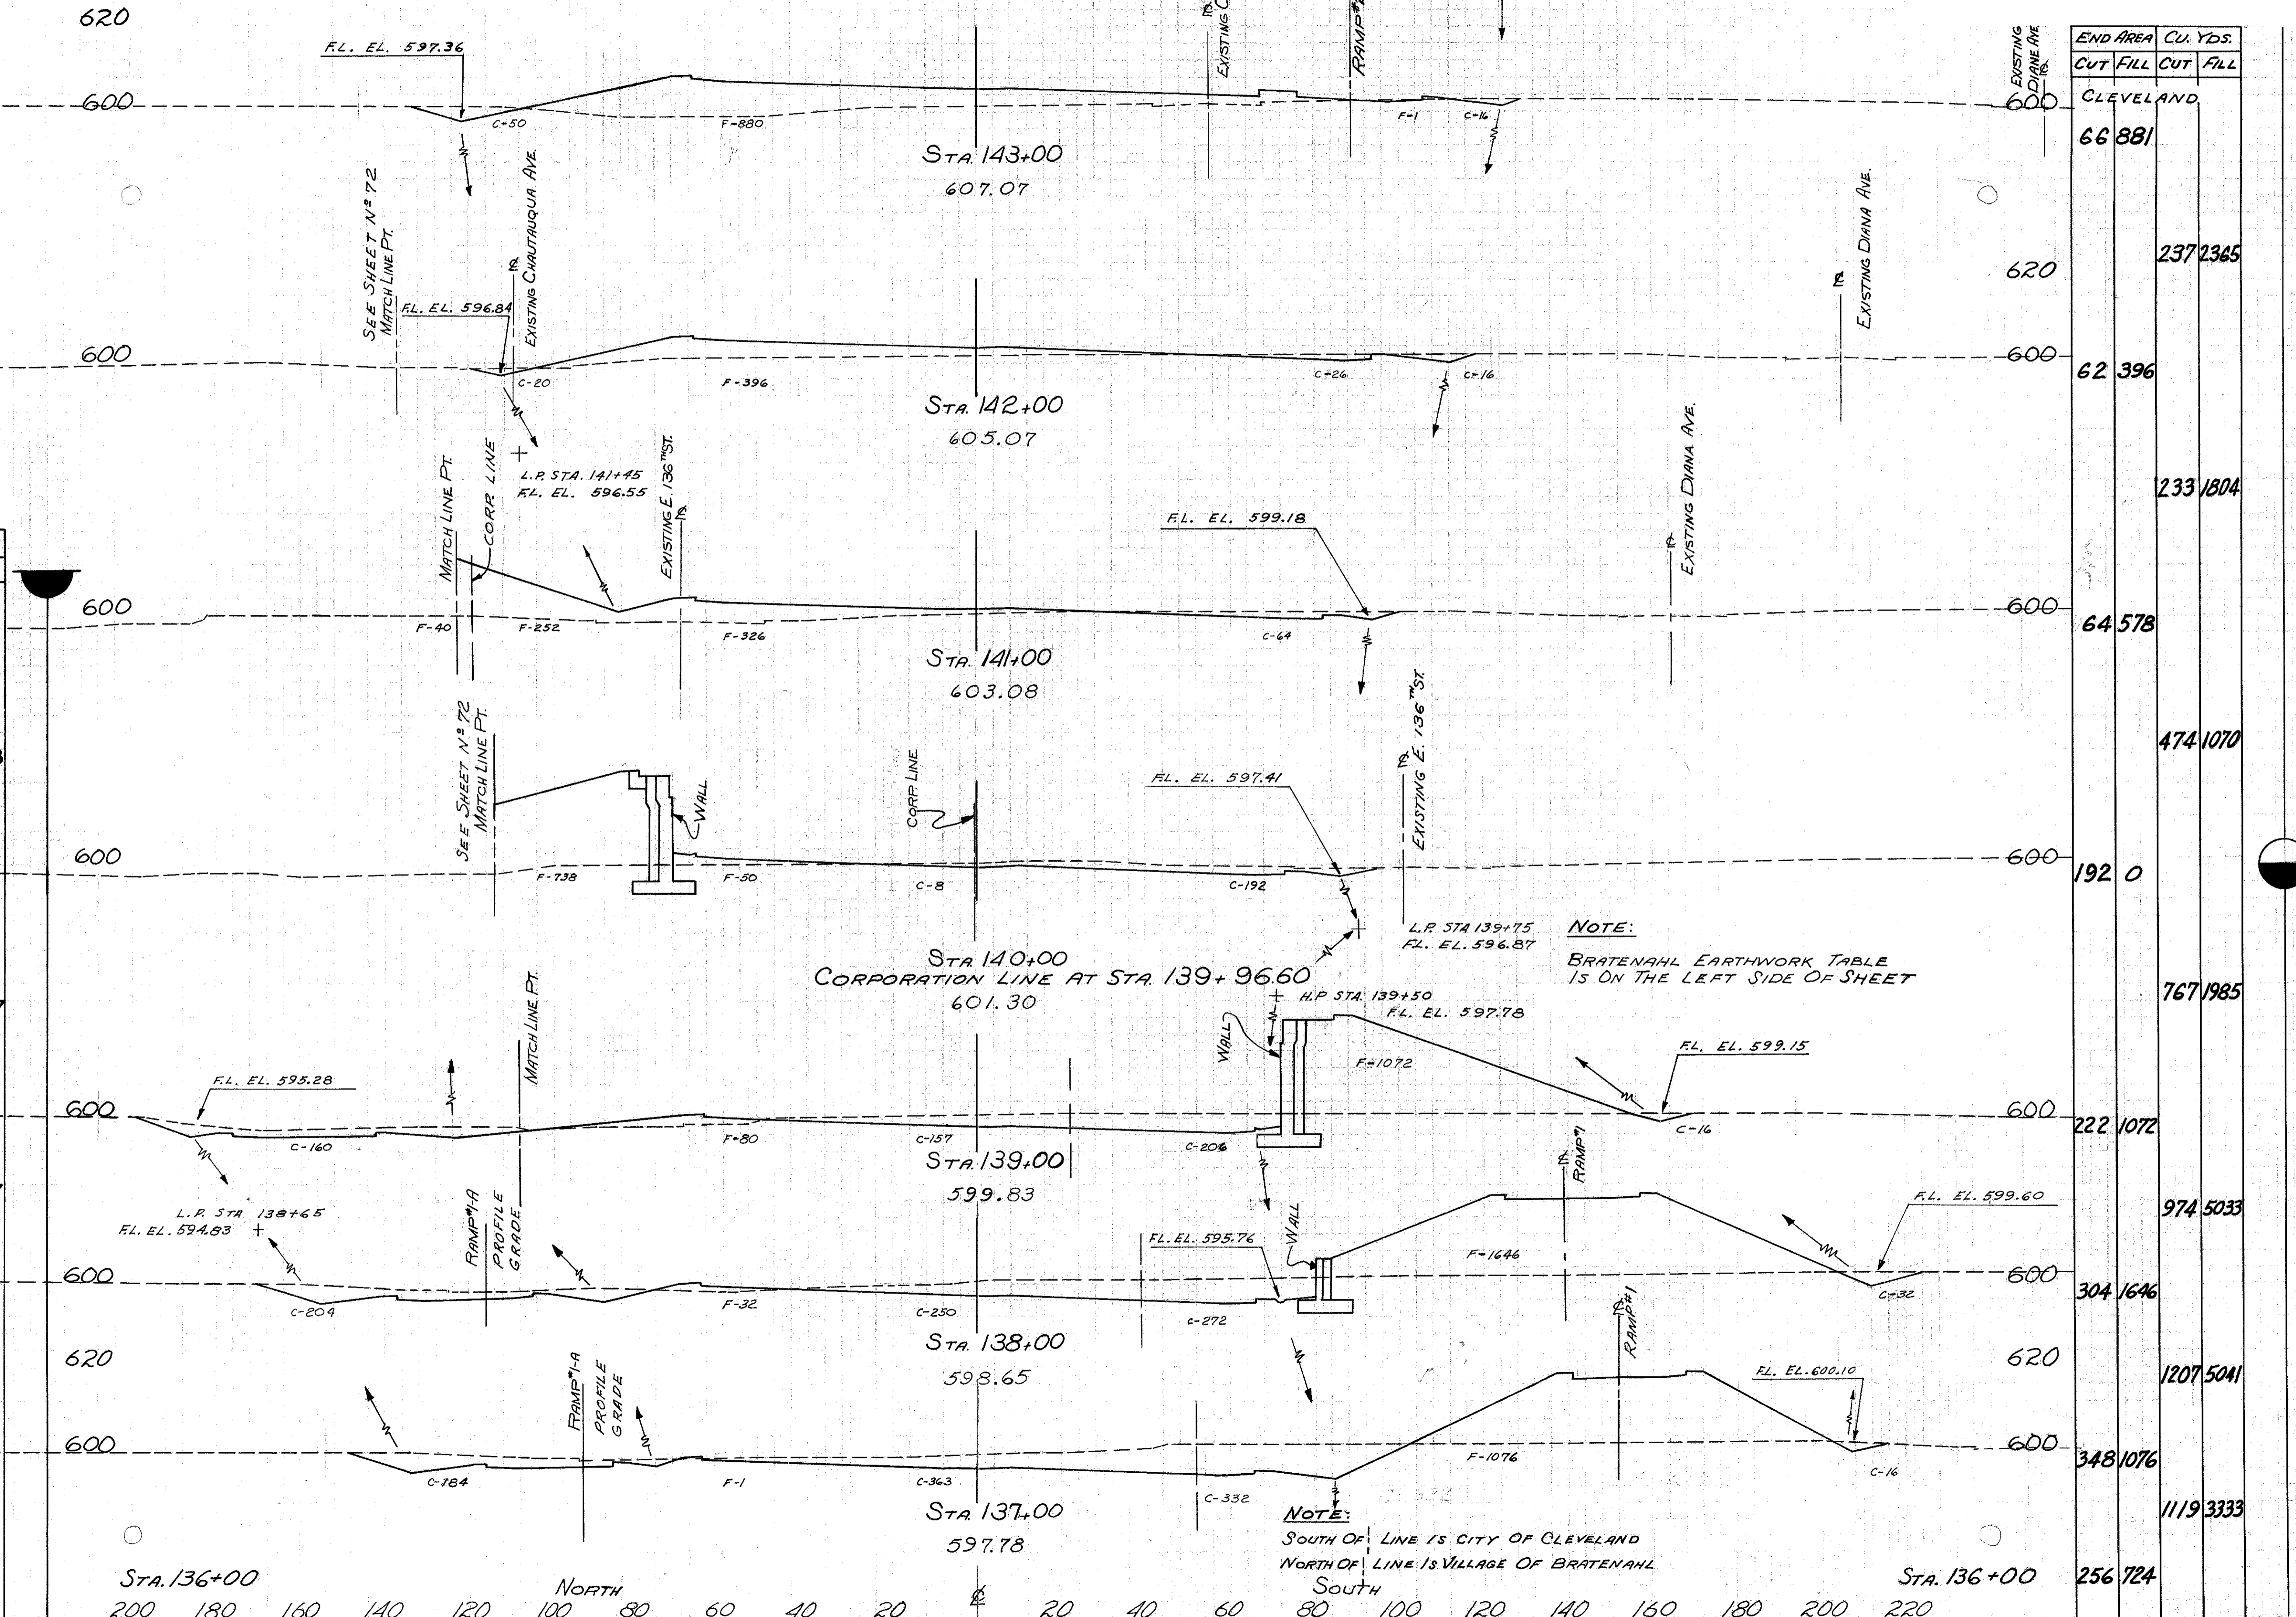 620
F.L. EL. 597.36
EXISTING
RAMP#
EXISTING
DIANE AVE
END AREA CU. YDS.
CUT FILL CUT FILL
CLEVELAND
600
C-50
F-880
F-1
C-16
600
66 881
STA. 143+00
607.07
237 2365
SEE SHEET Nº 72
MATCH LINE PT.
F.L. EL. 596.84
EXISTING CHAUTAUQUA AVE.
EXISTING DIANA AVE.
620
600
C-20
F-396
C-26
C-16
600
62 396
STA. 142+00
605.07
233 1804
MATCH LINE PT.
CORP. LINE
L.P. STA. 141+45
F.L. EL. 596.55
EXISTING E. 136TH ST.
F.L. EL. 599.18
EXISTING DIANA AVE.
600
F-40
F-252
F-326
C-64
600
64 578
STA. 141+00
603.08
474 1070
SEE SHEET Nº 72
MATCH LINE PT.
WALL
CORP. LINE
F.L. EL. 597.41
EXISTING E. 136TH ST.
600
F-738
F-50
C-8
C-192
600
192 0
L.P. STA 139+75
F.L. EL. 596.87
NOTE:
BRATENAHL EARTHWORK TABLE
IS ON THE LEFT SIDE OF SHEET
STA. 140+00
CORPORATION LINE AT STA. 139+96.60
601.30
767 1985
MATCH LINE PT.
H.P. STA. 139+50
F.L. EL. 597.78
WALL
F-1072
F.L. EL. 599.15
F.L. EL. 595.28
600
C-160
F-80
C-157
C-206
C-16
600
222 1072
STA. 139+00
599.83
974 5033
L.P. STA 138+65
F.L. EL. 594.83
RAMP#1-A
PROFILE
GRADE
F.L. EL. 595.76
WALL
F-1646
RAMP#1
F.L. EL. 599.60
600
C-204
F-32
C-250
C-272
C-32
600
304 1646
STA. 138+00
598.65
620
620
1207 5041
RAMP#1-A
PROFILE
GRADE
RAMP#1
F.L. EL. 600.10
600
C-184
F-1
C-363
C-332
F-1076
C-16
600
348 1076
STA. 137+00
597.78
1119 3333
NOTE:
SOUTH OF LINE IS CITY OF CLEVELAND
NORTH OF LINE IS VILLAGE OF BRATENAHL
STA. 136+00
NORTH
SOUTH
STA. 136+00
256 724
200 180 160 140 120 100 80 60 40 20 ℄ 20 40 60 80 100 120 140 160 180 200 220